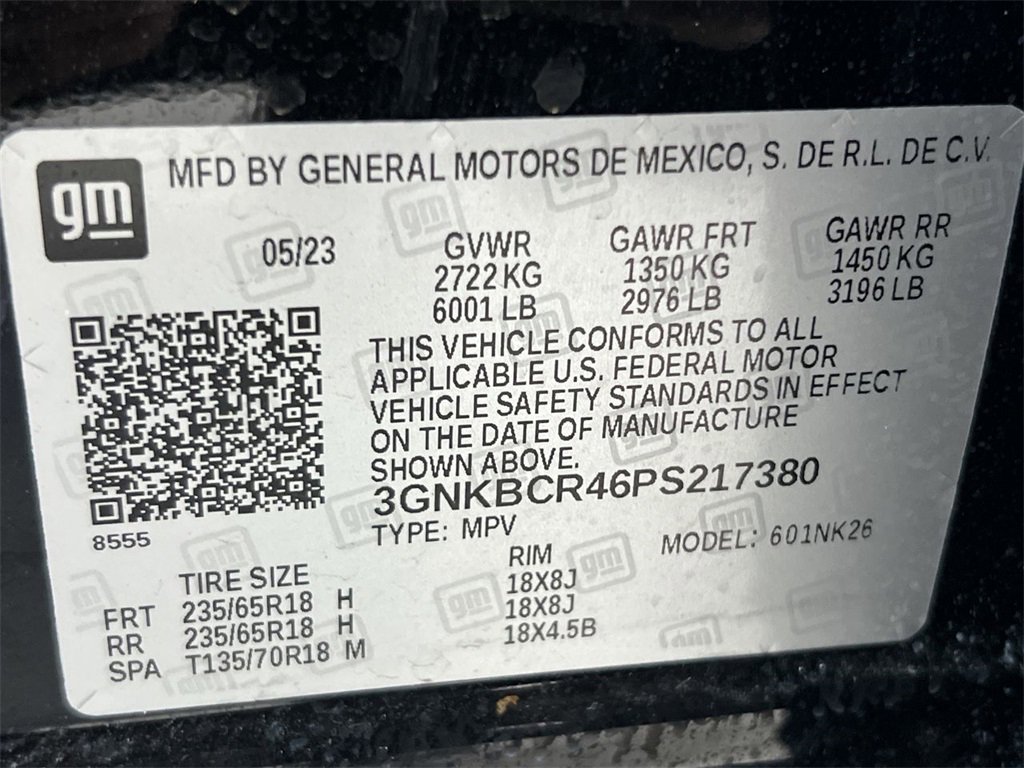 gm
MFD BY GENERAL MOTORS DE MEXICO, S. DE R.L. DE C.V.
05/23
GVWR GAWR FRT GAWR RR
2722 KG 1350 KG 1450 KG
6001 LB 2976 LB 3196 LB
THIS VEHICLE CONFORMS TO ALL
APPLICABLE U.S. FEDERAL MOTOR
VEHICLE SAFETY STANDARDS IN EFFECT
ON THE DATE OF MANUFACTURE
SHOWN ABOVE.
3GNKBCR46PS217380
8555
TYPE: MPV MODEL: 601NK26
TIRE SIZE RIM
FRT 235/65R18 H 18X8J
RR 235/65R18 H 18X8J
SPA T135/70R18 M 18X4.5B